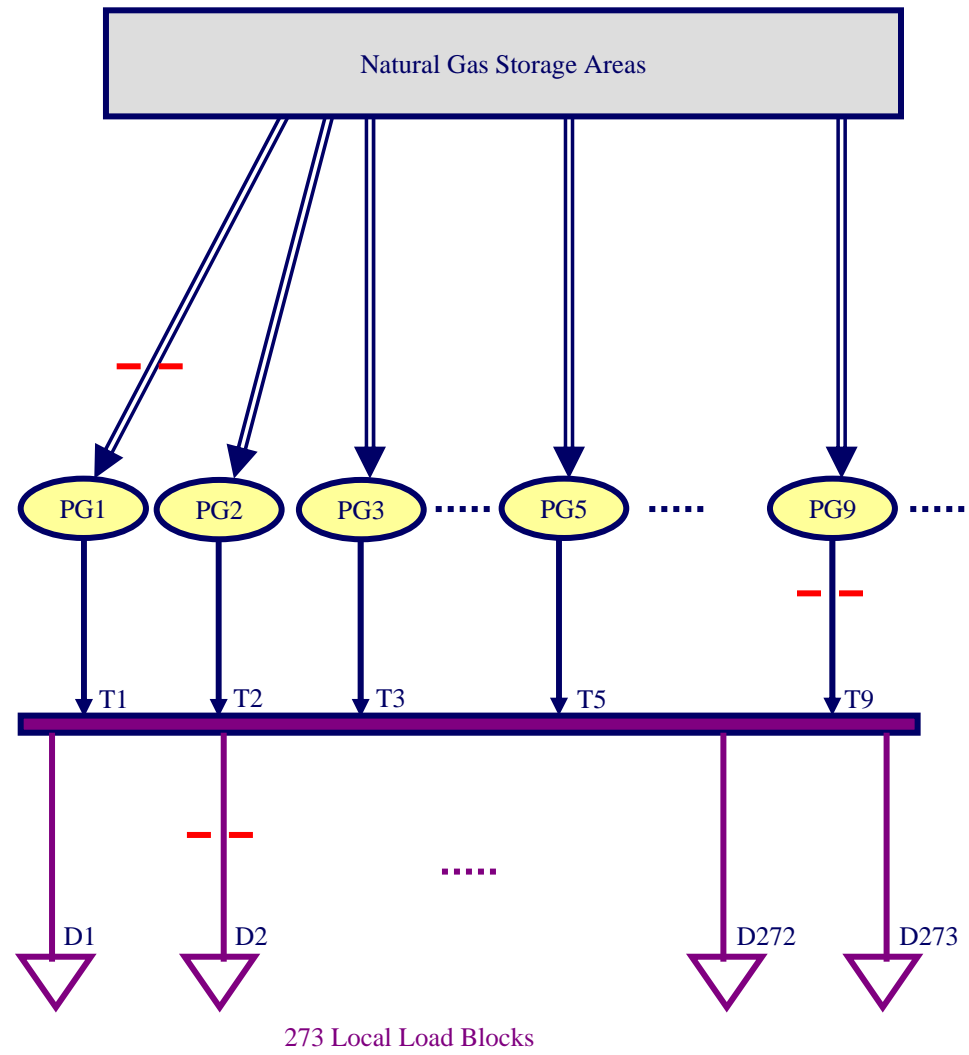 Natural Gas Storage Areas
PG1 PG2 PG3 PG5 PG9
T1 T2 T3 T5 T9
D1 D2 D272 D273
273 Local Load Blocks